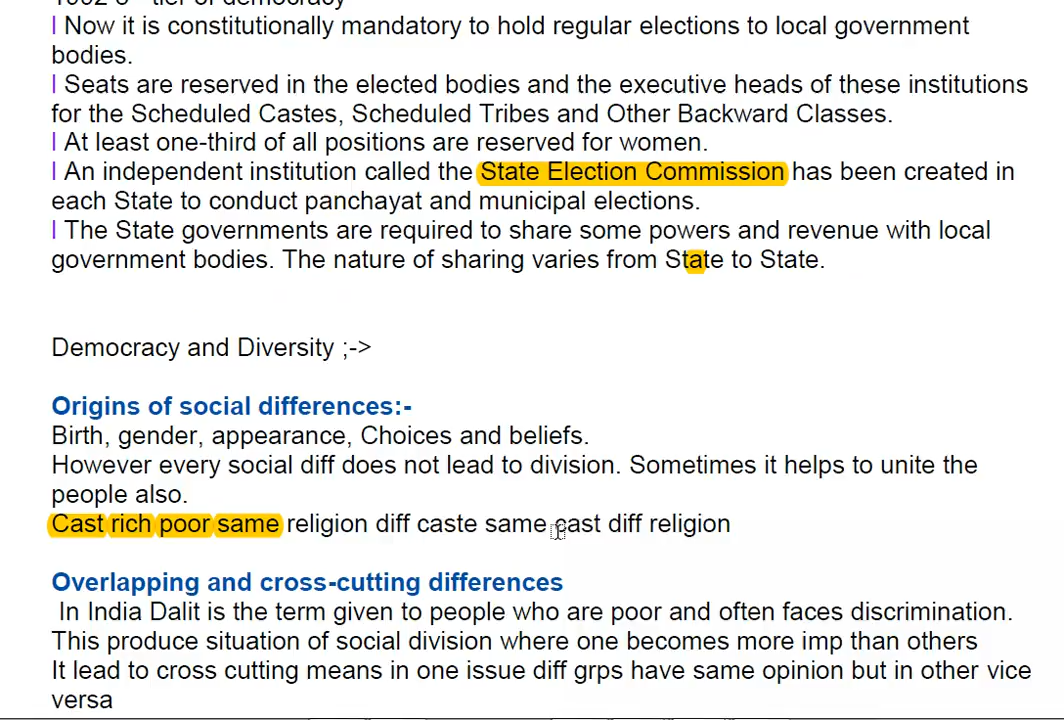 l Now it is constitutionally mandatory to hold regular elections to local government
bodies.
l Seats are reserved in the elected bodies and the executive heads of these institutions
for the Scheduled Castes, Scheduled Tribes and Other Backward Classes.
l At least one-third of all positions are reserved for women.
l An independent institution called the State Election Commission has been created in
each State to conduct panchayat and municipal elections.
l The State governments are required to share some powers and revenue with local
government bodies. The nature of sharing varies from State to State.
Democracy and Diversity ;->
Origins of social differences:-
Birth, gender, appearance, Choices and beliefs.
However every social diff does not lead to division. Sometimes it helps to unite the
people also.
Cast rich poor same religion diff caste same cast diff religion
Overlapping and cross-cutting differences
In India Dalit is the term given to people who are poor and often faces discrimination.
This produce situation of social division where one becomes more imp than others
It lead to cross cutting means in one issue diff grps have same opinion but in other vice
versa